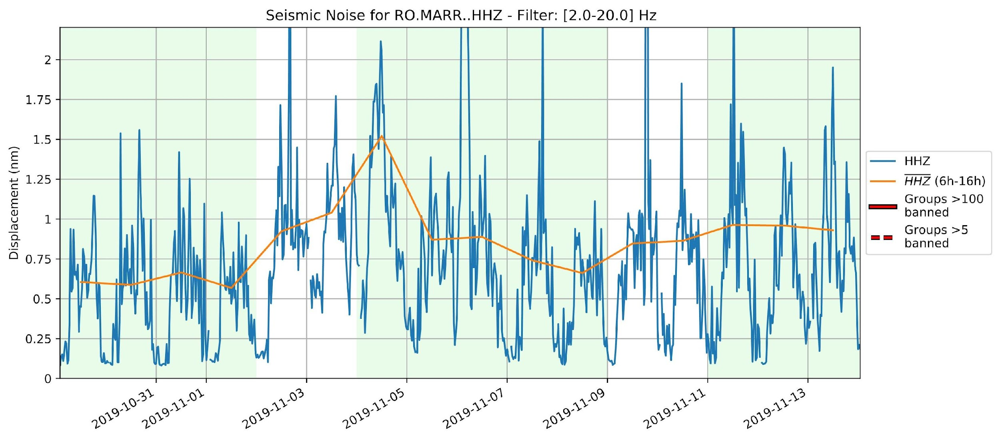 Seismic Noise for RO.MARR..HHZ - Filter: [2.0-20.0] Hz
Displacement (nm)
2
1.75
1.5
1.25
1
0.75
0.5
0.25
0
2019-10-31
2019-11-01
2019-11-03
2019-11-05
2019-11-07
2019-11-09
2019-11-11
2019-11-13
HHZ
HHZ (6h-16h)
Groups >100
banned
Groups >5
banned